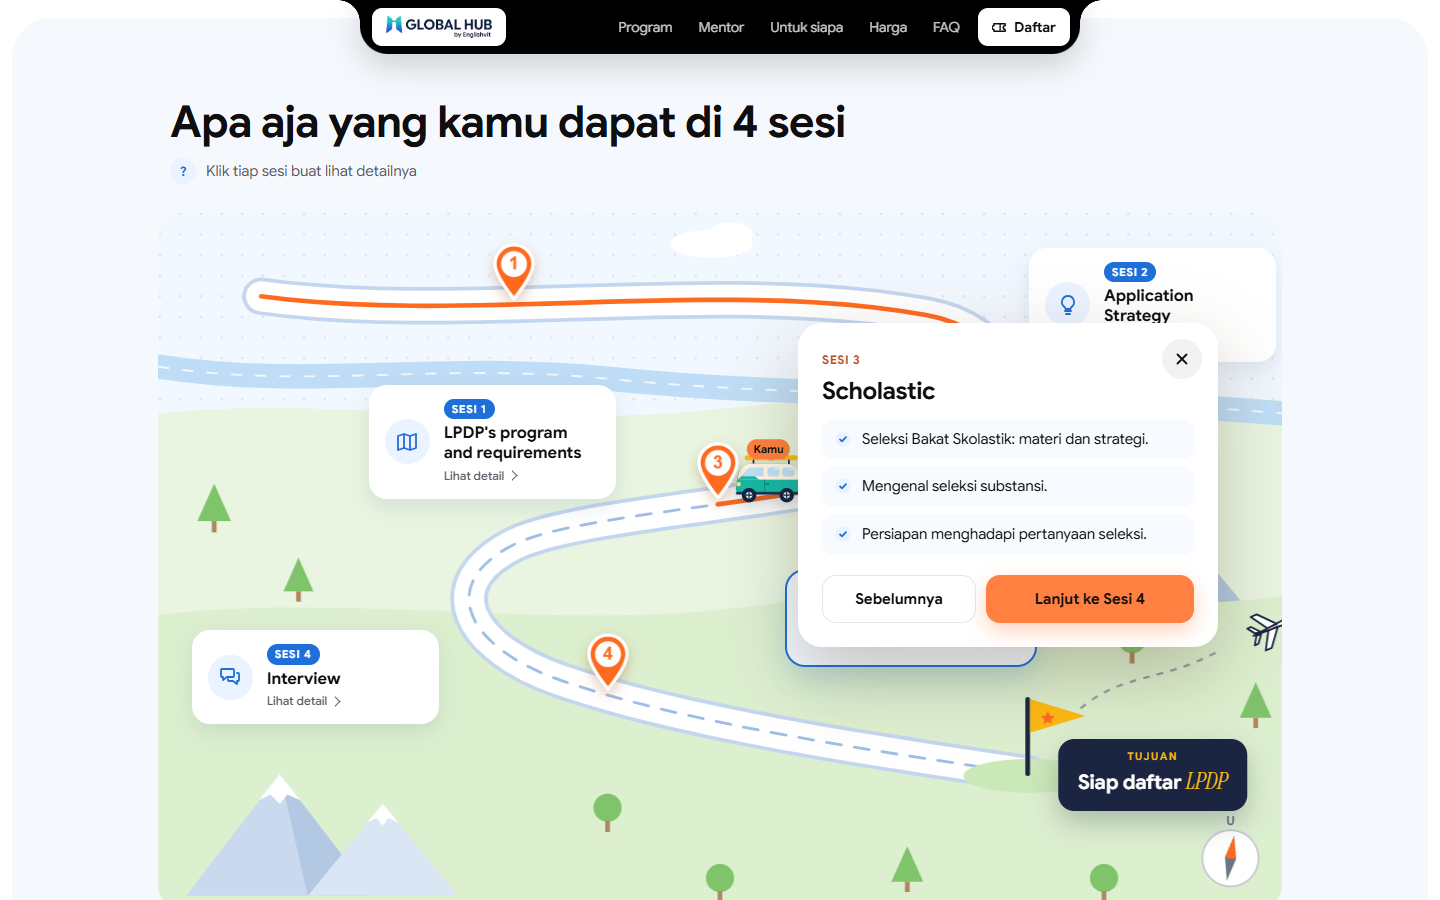 GLOBAL HUB
by Englishvit
Program
Mentor
Untuk siapa
Harga
FAQ
Daftar
Apa aja yang kamu dapat di 4 sesi
?
Klik tiap sesi buat lihat detailnya
1
SESI 2
Application
Strategy
SESI 3
Scholastic
Seleksi Bakat Skolastik: materi dan strategi.
Mengenal seleksi substansi.
Persiapan menghadapi pertanyaan seleksi.
Sebelumnya
Lanjut ke Sesi 4
SESI 1
LPDP's program
and requirements
Lihat detail
3
Kamu
SESI 4
Interview
Lihat detail
4
TUJUAN
Siap daftar LPDP
U